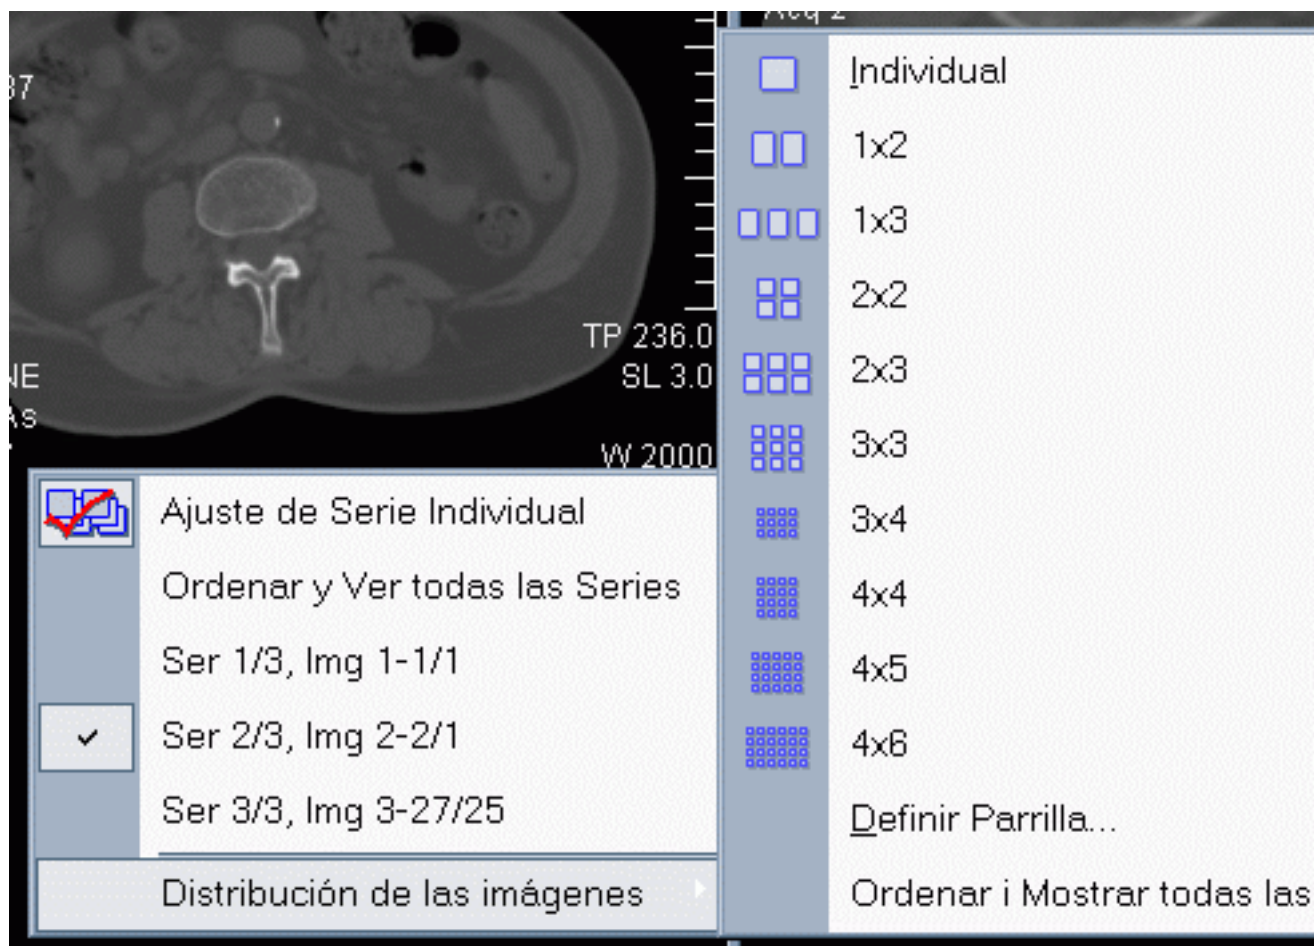 Acq 2
37
TP 236.0
SL 3.0
W 2000
Ajuste de Serie Individual
Ordenar y Ver todas las Series
Ser 1/3, Img 1-1/1
Ser 2/3, Img 2-2/1
Ser 3/3, Img 3-27/25
Distribución de las imágenes
Individual
1x2
1x3
2x2
2x3
3x3
3x4
4x4
4x5
4x6
Definir Parrilla...
Ordenar i Mostrar todas las